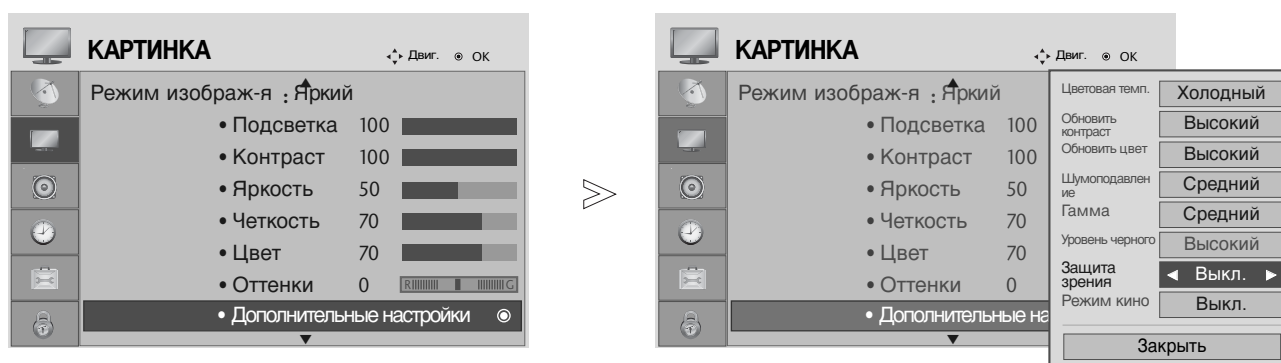 КАРТИНКА
Двиг. OK
Режим изображ-я : Яркий
• Подсветка 100
• Контраст 100
• Яркость 50
• Четкость 70
• Цвет 70
• Оттенки 0 R G
• Дополнительные настройки
КАРТИНКА
Двиг. OK
Режим изображ-я : Яркий
• Подсветка 100
• Контраст 100
• Яркость 50
• Четкость 70
• Цвет 70
• Оттенки 0
• Дополнительные на
Цветовая темп. Холодный
Обновить
контраст Высокий
Обновить цвет Высокий
Шумоподавлен
ие Средний
Гамма Средний
Уровень черного Высокий
Защита
зрения Выкл.
Режим кино Выкл.
Закрыть